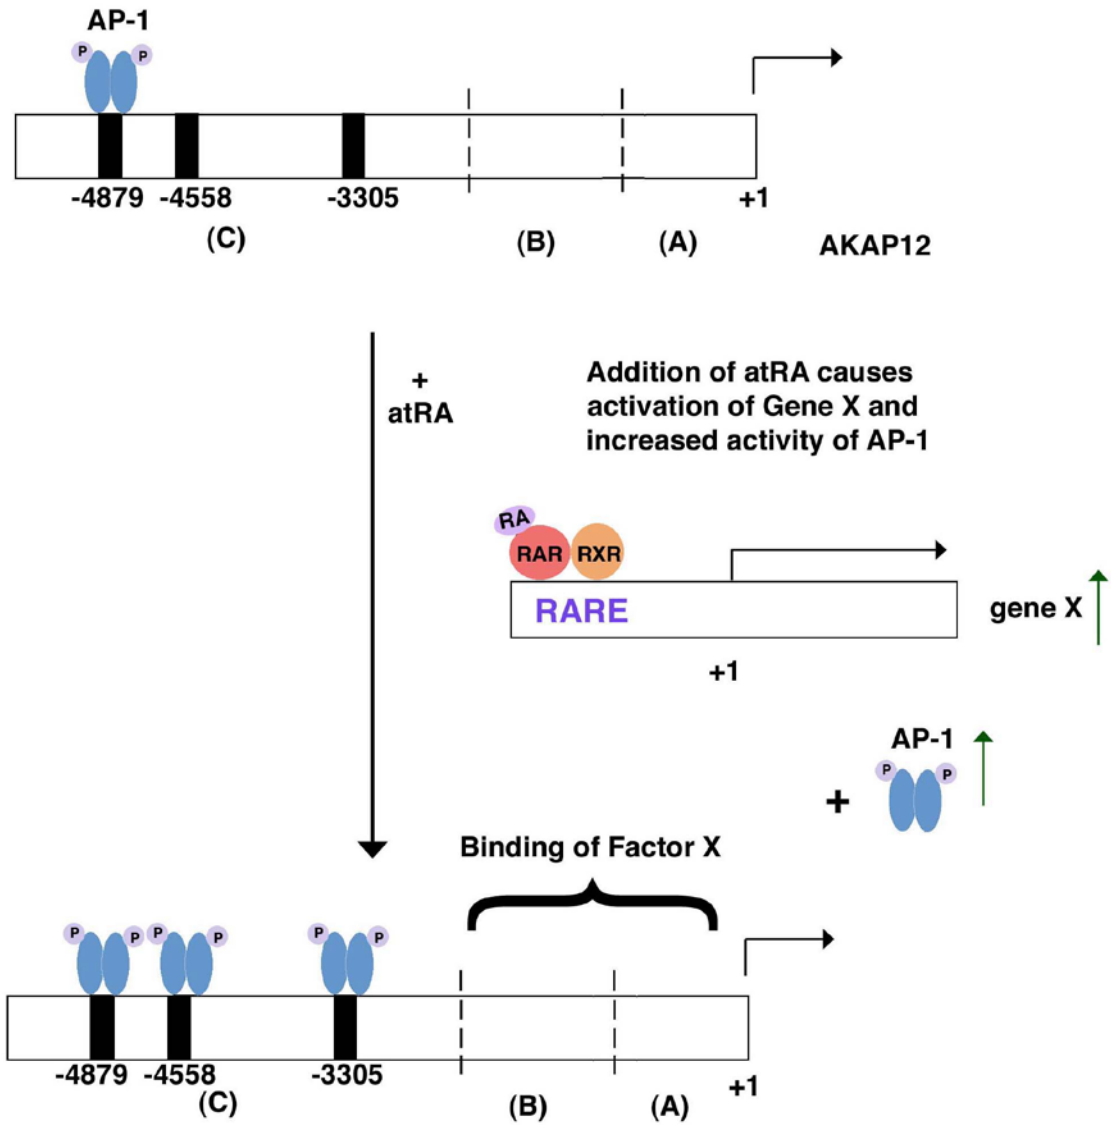 AP-1
P P
-4879 -4558 -3305 +1
(C) (B) (A) AKAP12
+
atRA
Addition of atRA causes
activation of Gene X and
increased activity of AP-1
RA
RAR RXR
RARE
gene X
+1
AP-1
P P
+
Binding of Factor X
P P P P P P
-4879 -4558 -3305 +1
(C) (B) (A)